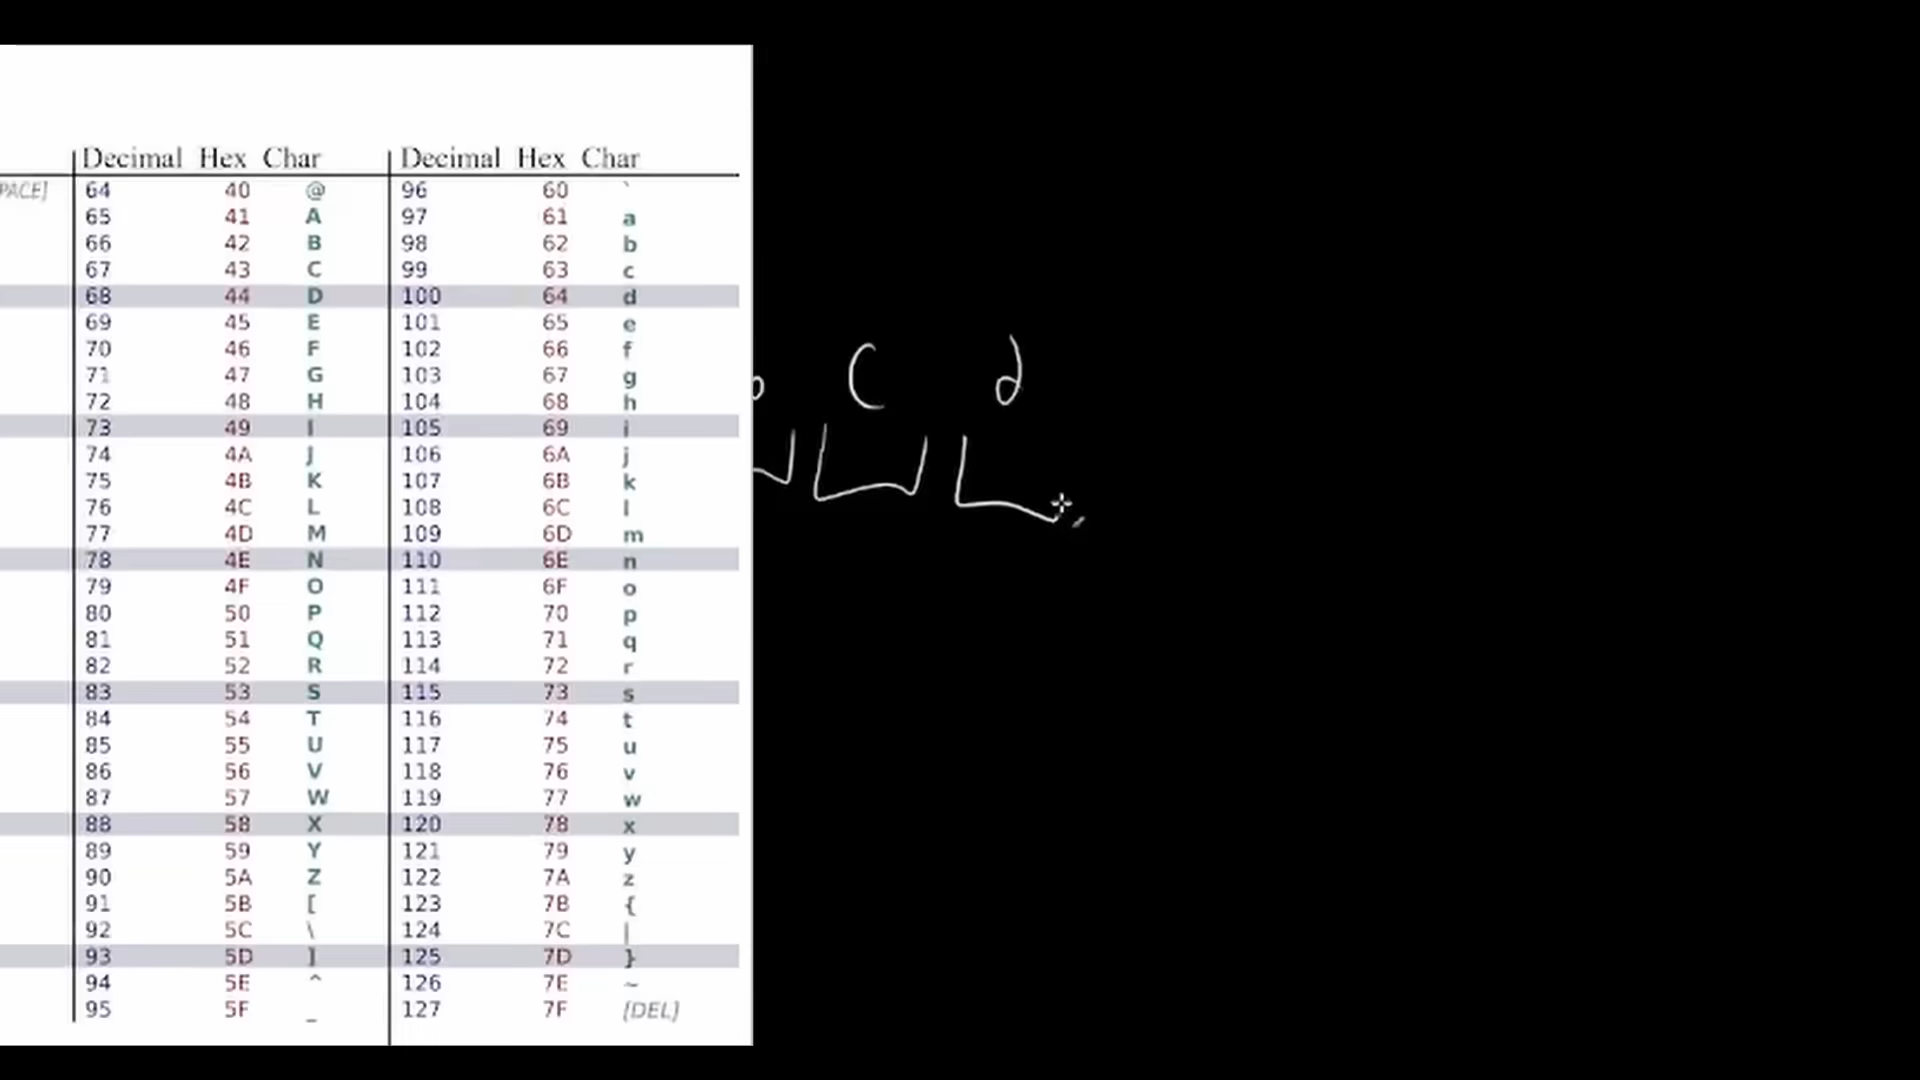 Decimal Hex Char Decimal Hex Char
PACE] 64 40 @ 96 60 `
65 41 A 97 61 a
66 42 B 98 62 b
67 43 C 99 63 c
68 44 D 100 64 d
69 45 E 101 65 e
70 46 F 102 66 f
71 47 G 103 67 g
72 48 H 104 68 h
73 49 I 105 69 i
74 4A J 106 6A j
75 4B K 107 6B k
76 4C L 108 6C l
77 4D M 109 6D m
78 4E N 110 6E n
79 4F O 111 6F o
80 50 P 112 70 p
81 51 Q 113 71 q
82 52 R 114 72 r
83 53 S 115 73 s
84 54 T 116 74 t
85 55 U 117 75 u
86 56 V 118 76 v
87 57 W 119 77 w
88 58 X 120 78 x
89 59 Y 121 79 y
90 5A Z 122 7A z
91 5B [ 123 7B {
92 5C \ 124 7C |
93 5D ] 125 7D }
94 5E ^ 126 7E ~
95 5F _ 127 7F [DEL]
C d